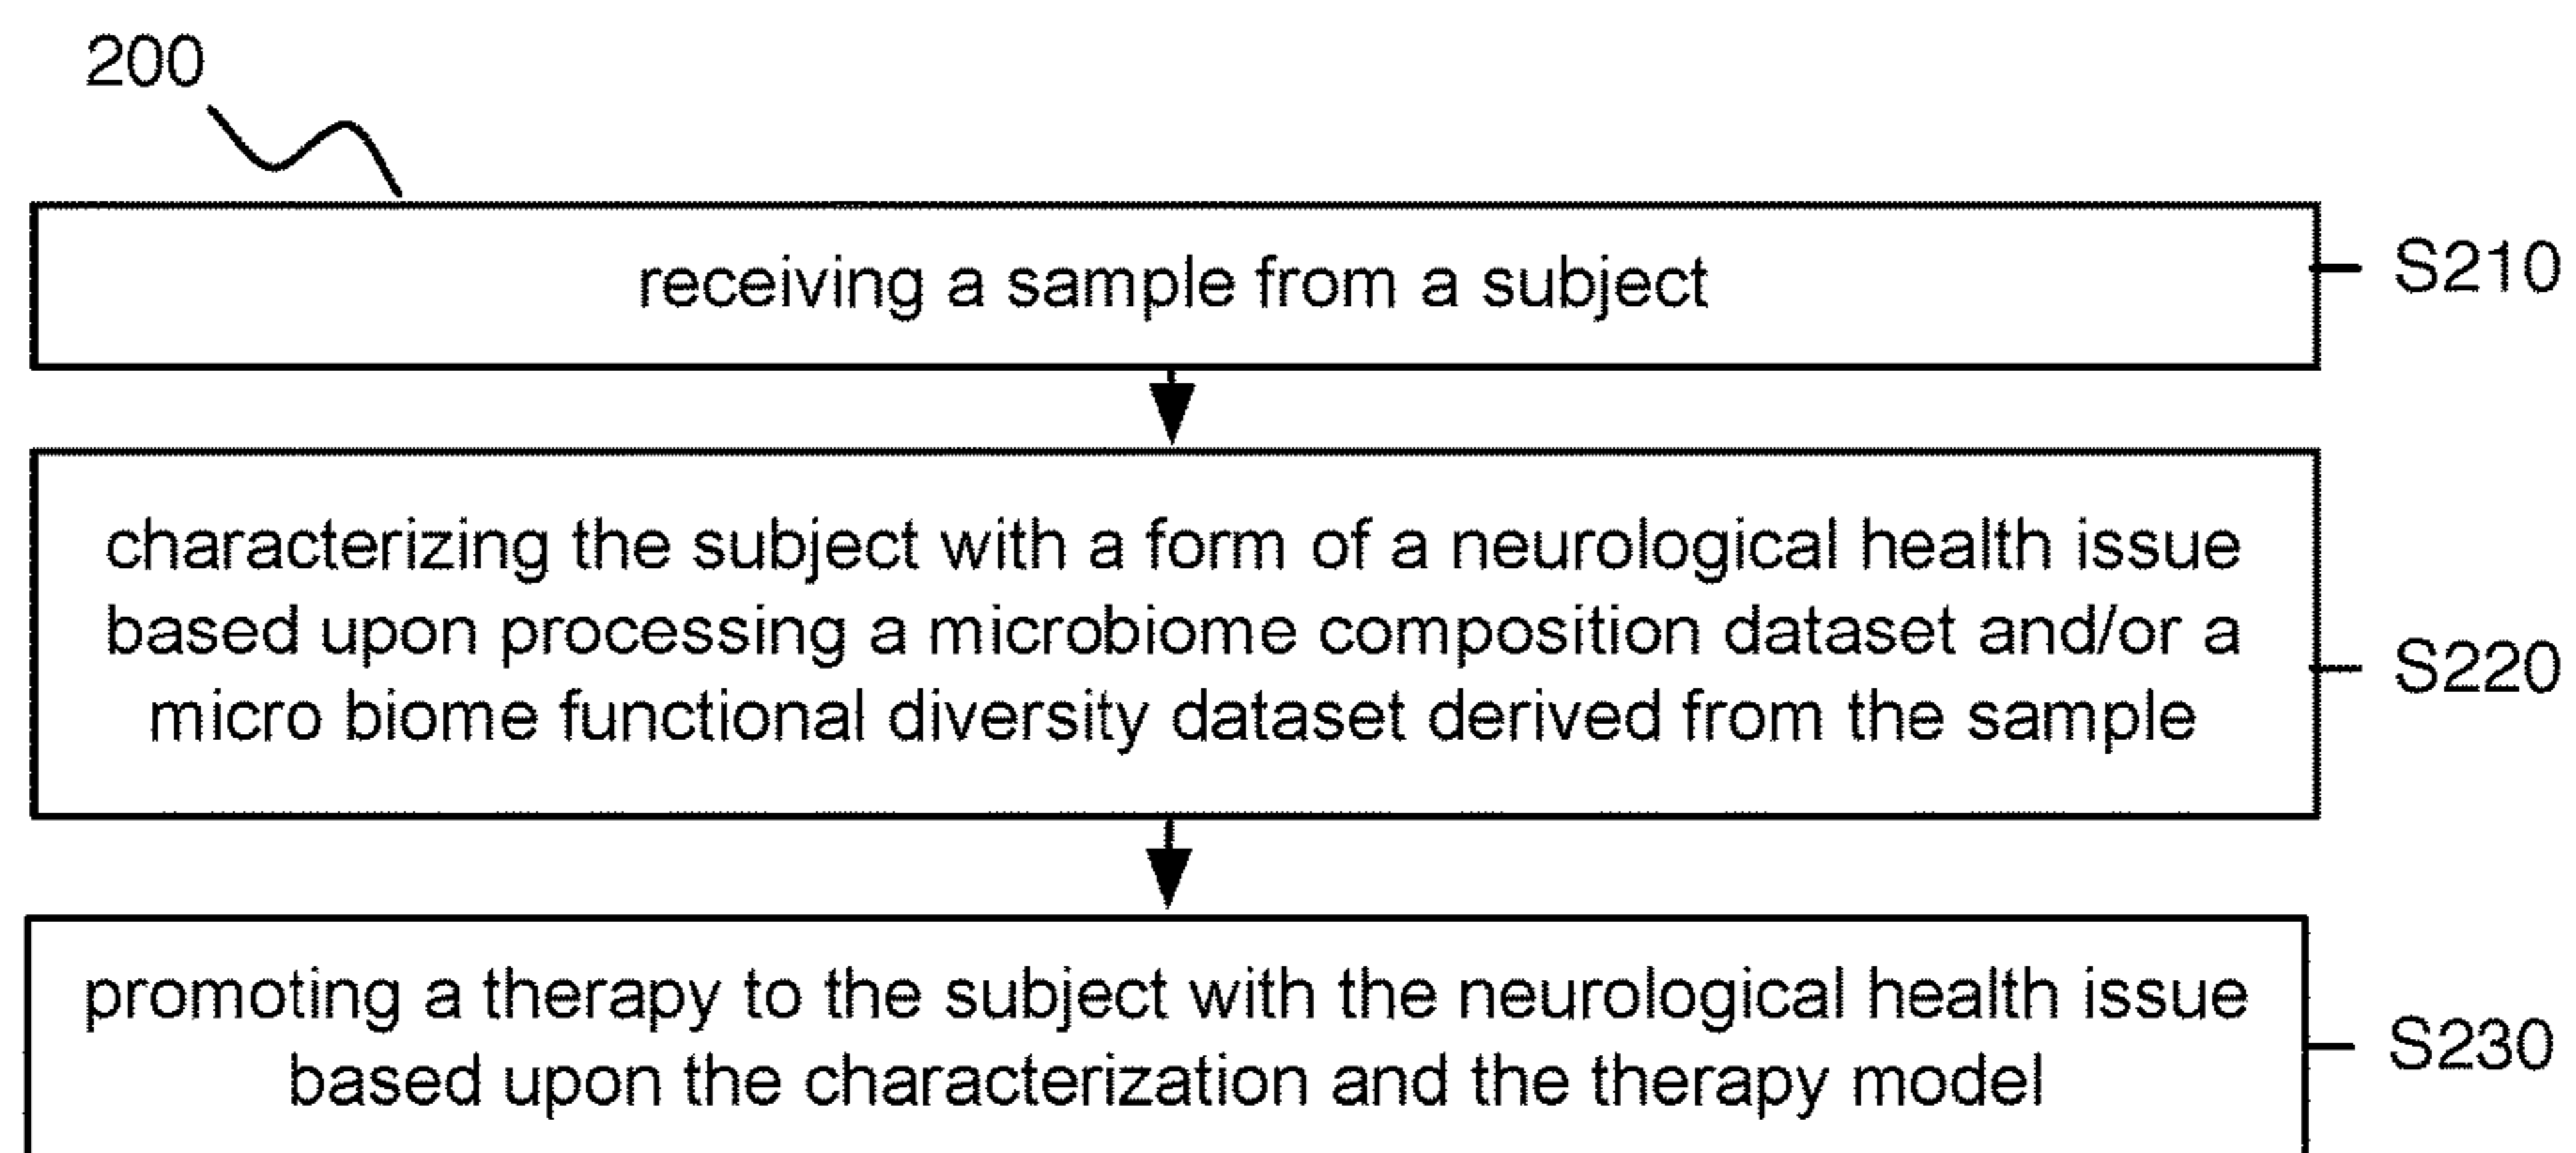 200
receiving a sample from a subject
S210
characterizing the subject with a form of a neurological health issue
based upon processing a microbiome composition dataset and/or a
micro biome functional diversity dataset derived from the sample
S220
promoting a therapy to the subject with the neurological health issue
based upon the characterization and the therapy model
S230